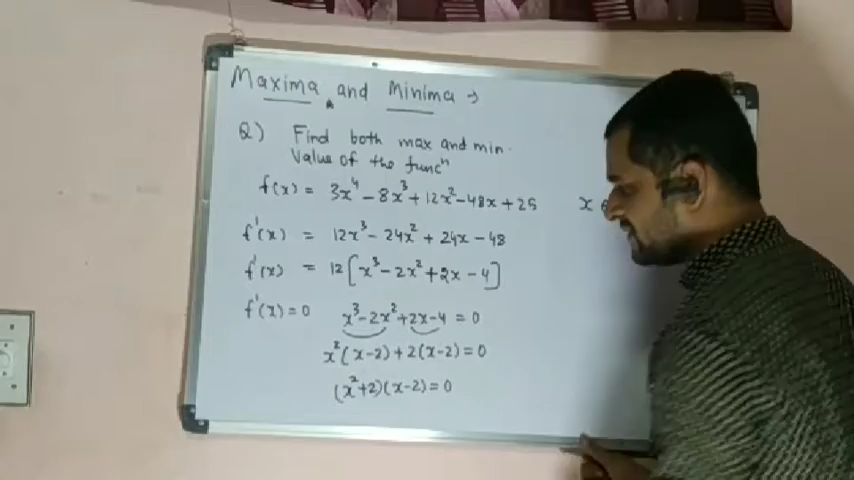 Maxima and Minima →
Q) Find both max and min.
Value of the funcⁿ
f(x) = 3x⁴ - 8x³ + 12x² - 48x + 25 x
f'(x) = 12x³ - 24x² + 24x - 48
f'(x) = 12[x³ - 2x² + 2x - 4]
f'(x) = 0 x³ - 2x² + 2x - 4 = 0
x²(x-2) + 2(x-2) = 0
(x²+2)(x-2) = 0